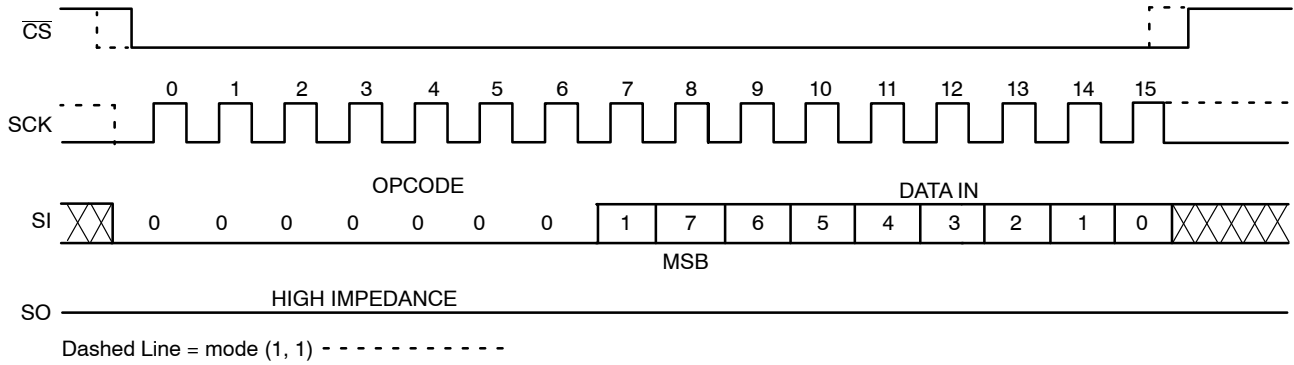 CS
0 1 2 3 4 5 6 7 8 9 10 11 12 13 14 15
SCK
OPCODE DATA IN
SI 0 0 0 0 0 0 0 1 7 6 5 4 3 2 1 0
MSB
HIGH IMPEDANCE
SO
Dashed Line = mode (1, 1)